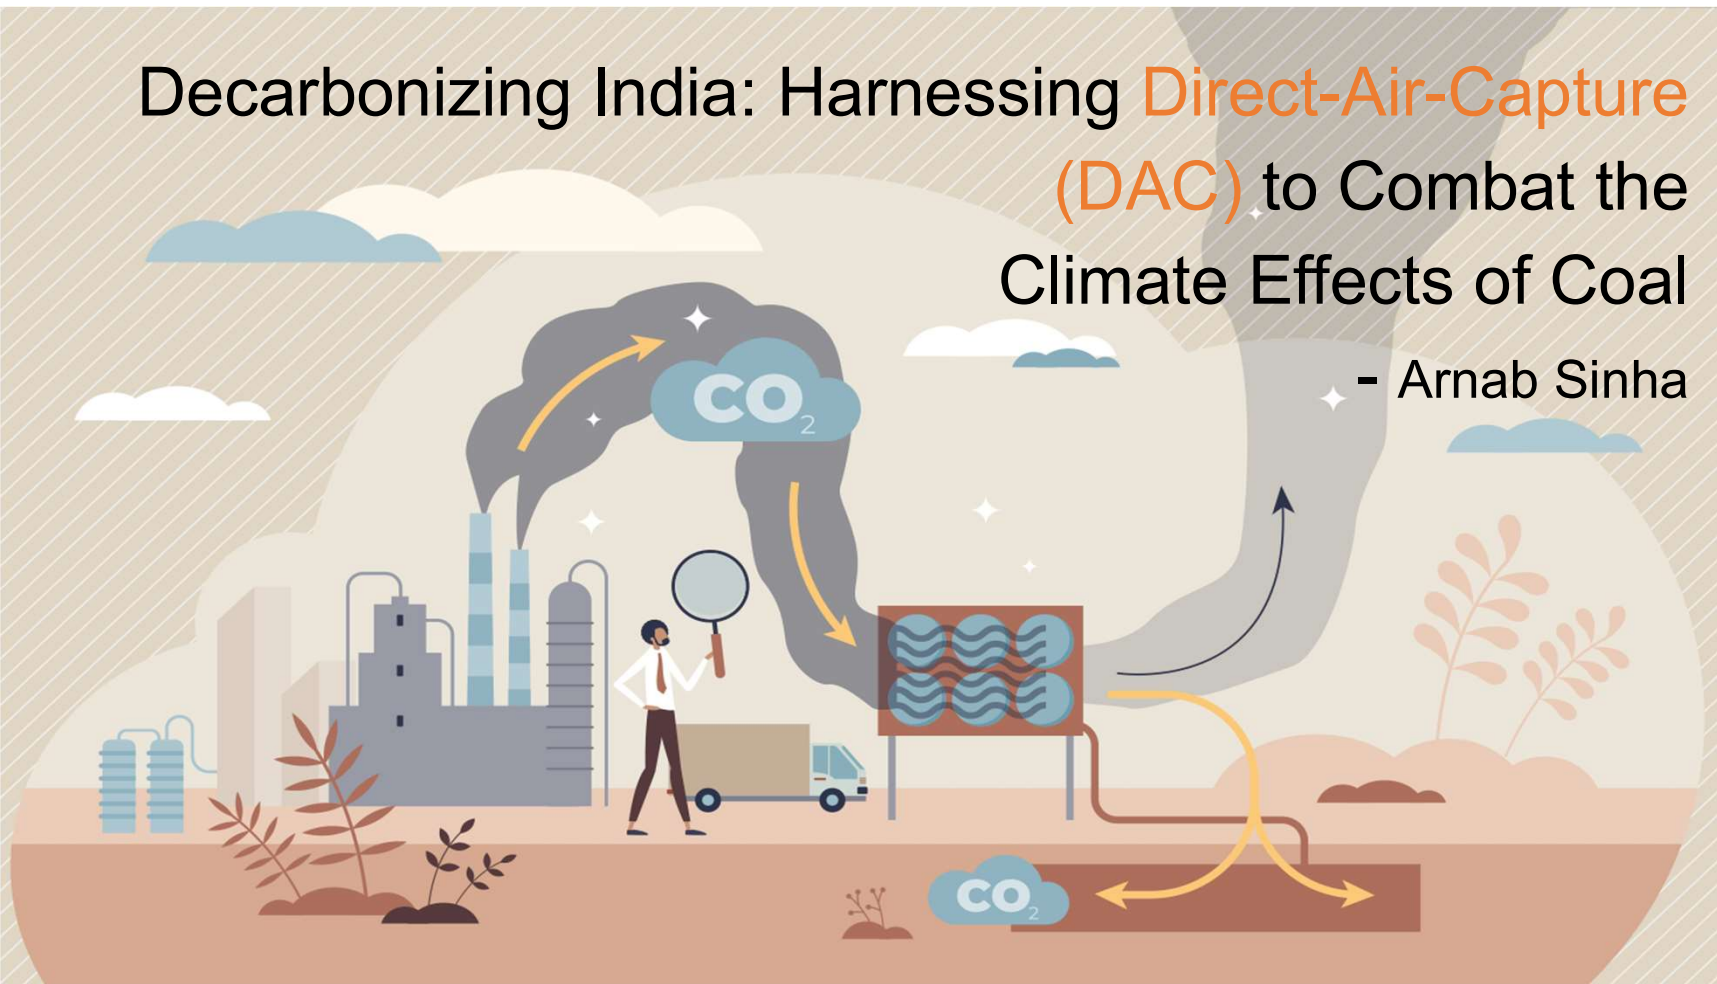 Decarbonizing India: Harnessing Direct-Air-Capture
(DAC) to Combat the
Climate Effects of Coal
- Arnab Sinha
CO2
CO2